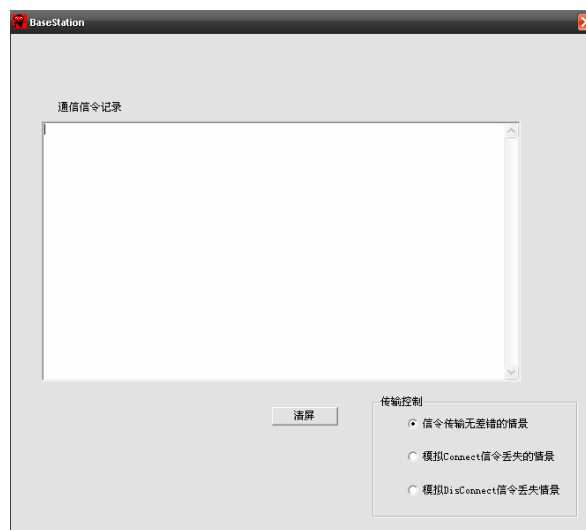 BaseStation
通信信令记录
清屏
传输控制
信令传输无差错的情景
模拟Connect信令丢失的情景
模拟DisConnect信令丢失情景